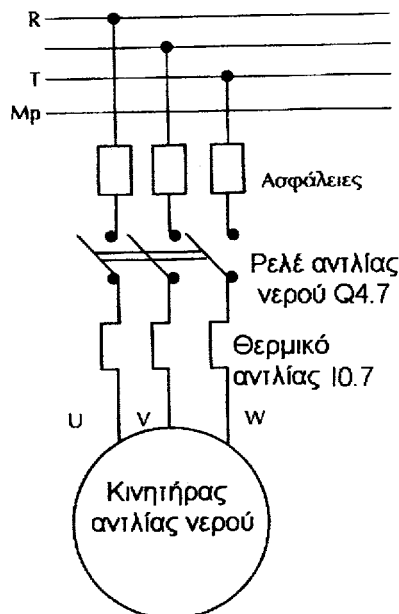 R
T
Mp
Ασφάλειες
Ρελέ αντλίας
νερού Q4.7
Θερμικό
αντλίας I0.7
U V W
Κινητήρας
αντλίας νερού